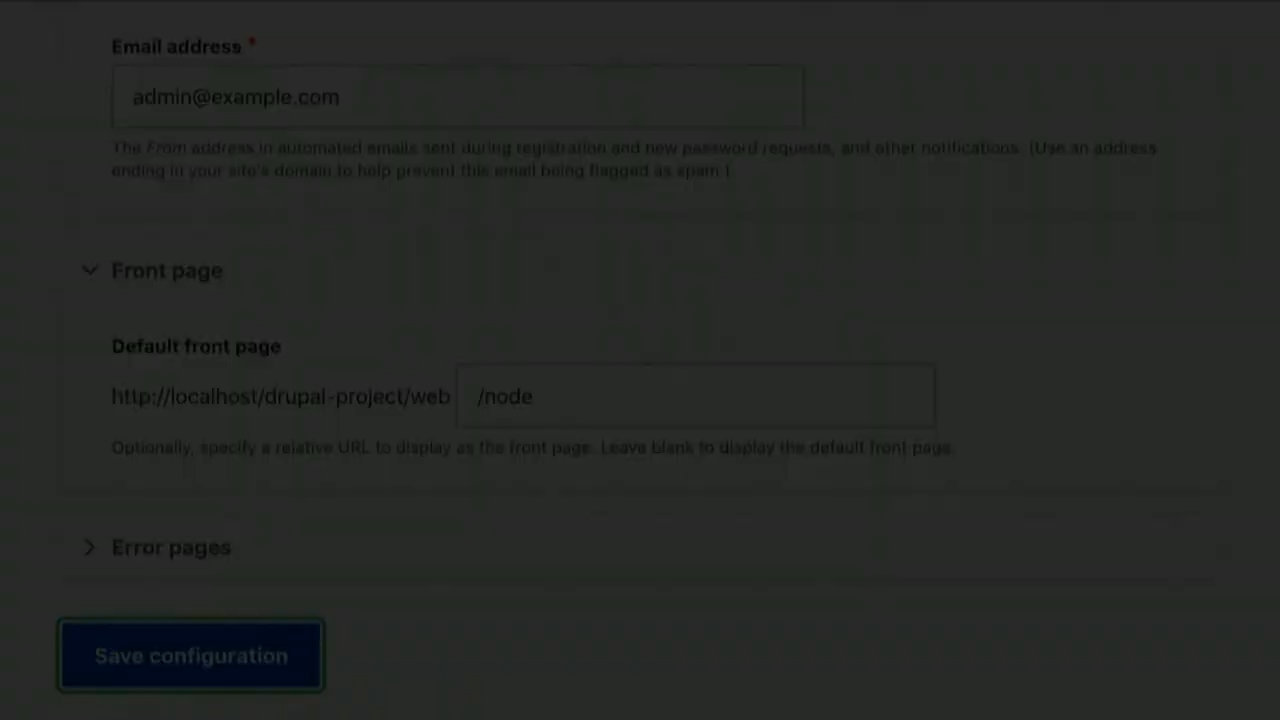 Email address *
admin@example.com
The From address in automated emails sent during registration and new password requests, and other notifications. (Use an address
ending in your site's domain to help prevent this email being flagged as spam.)
Front page
Default front page
http://localhost/drupal-project/web /node
Optionally, specify a relative URL to display as the front page. Leave blank to display the default front page.
Error pages
Save configuration